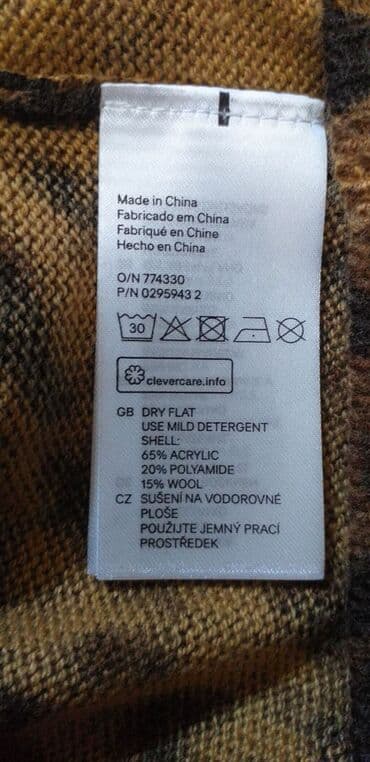 Made in China
Fabricado em China
Fabriqué en Chine
Hecho en China
O/N 774330
P/N 0295943 2
30
clevercare.info
GB DRY FLAT
USE MILD DETERGENT
SHELL:
65% ACRYLIC
20% POLYAMIDE
15% WOOL
CZ SUŠENÍ NA VODOROVNÉ
PLOŠE
POUŽIJTE JEMNÝ PRACÍ
PROSTŘEDEK